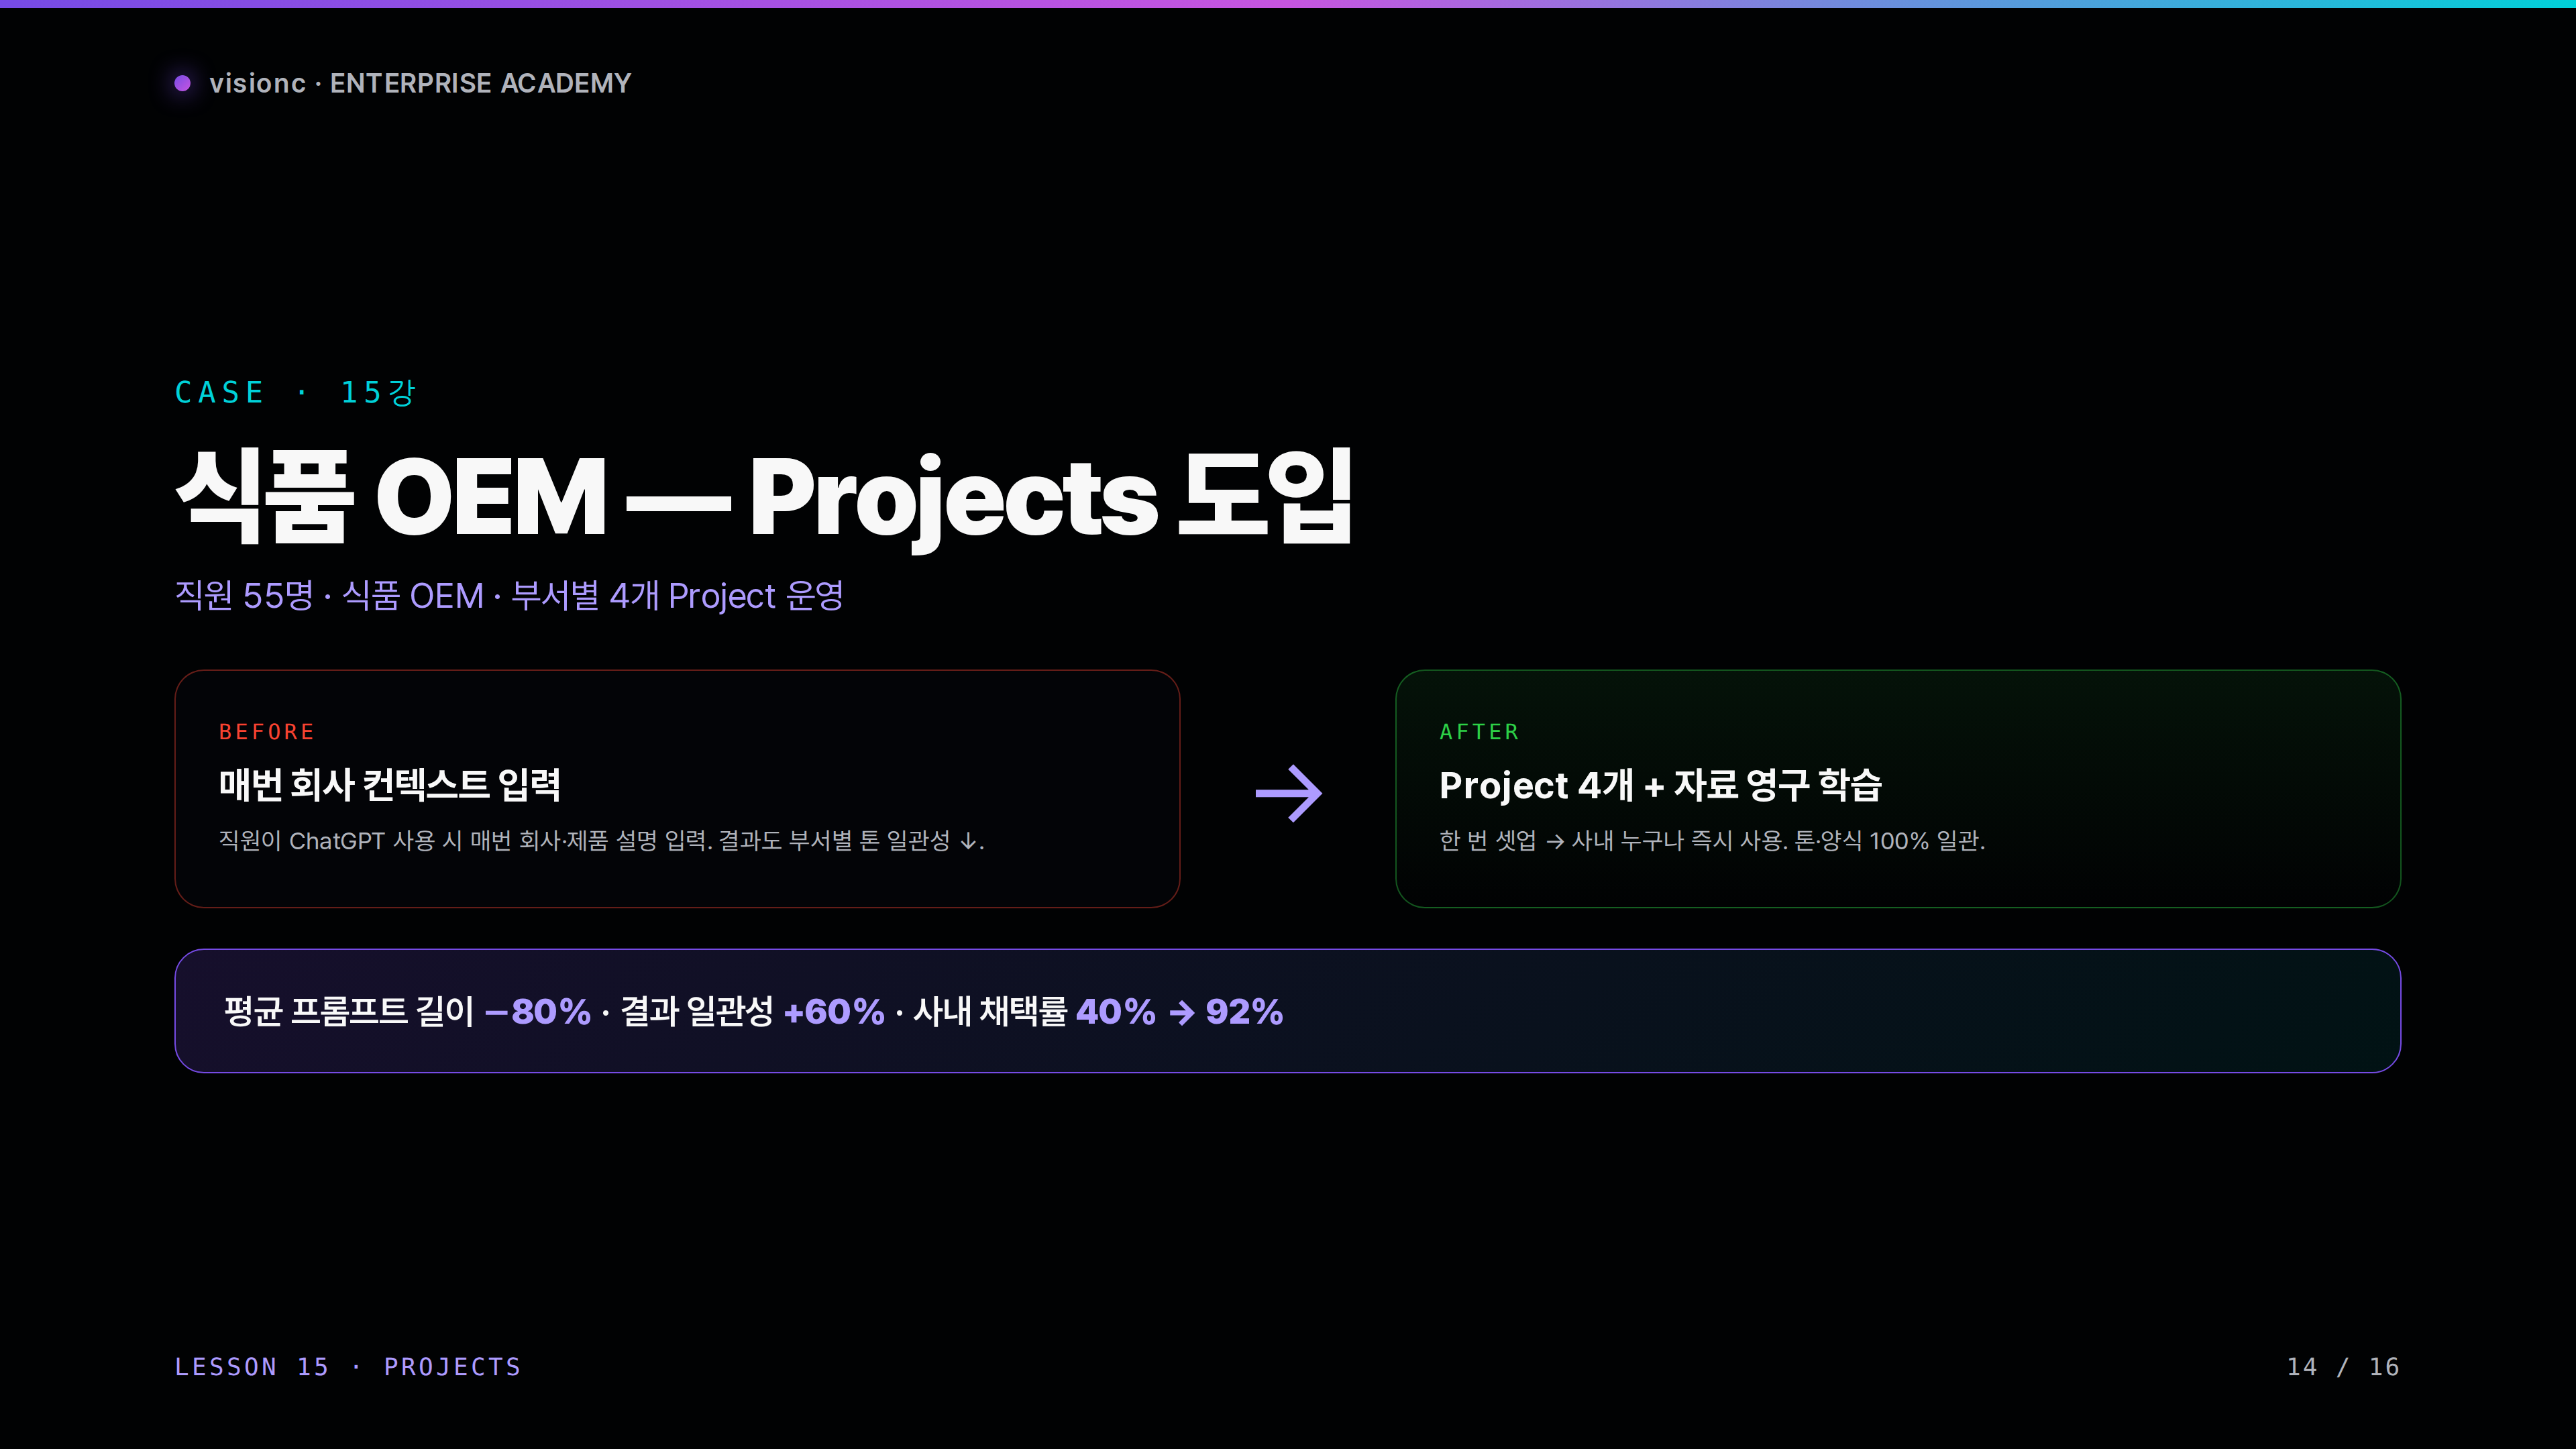 visionc · ENTERPRISE ACADEMY
CASE · 15강
식품 OEM — Projects 도입
직원 55명 · 식품 OEM · 부서별 4개 Project 운영
BEFORE
매번 회사 컨텍스트 입력
직원이 ChatGPT 사용 시 매번 회사·제품 설명 입력. 결과도 부서별 톤 일관성 ↓.
→
AFTER
Project 4개 + 자료 영구 학습
한 번 셋업 → 사내 누구나 즉시 사용. 톤·양식 100% 일관.
평균 프롬프트 길이 −80% · 결과 일관성 +60% · 사내 채택률 40% → 92%
LESSON 15 · PROJECTS
14 / 16